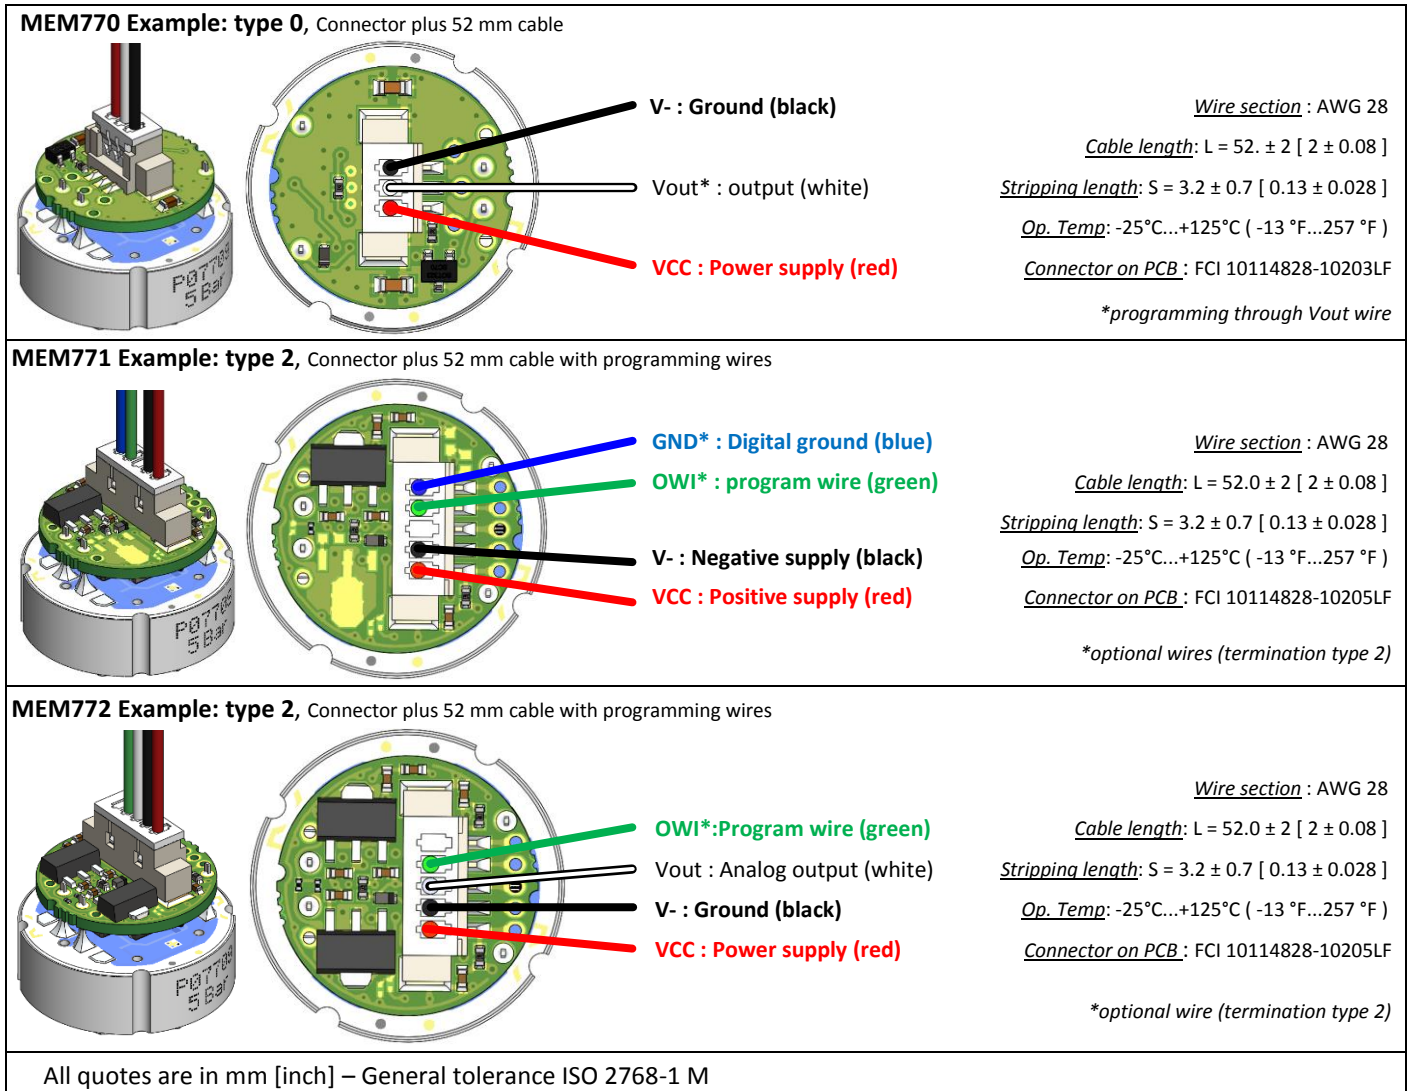 MEM770 Example: type 0, Connector plus 52 mm cable
P07709
5 Bar
V- : Ground (black)
Vout* : output (white)
VCC : Power supply (red)
Wire section : AWG 28
Cable length: L = 52. ± 2 [ 2 ± 0.08 ]
Stripping length: S = 3.2 ± 0.7 [ 0.13 ± 0.028 ]
Op. Temp: -25°C...+125°C ( -13 °F...257 °F )
Connector on PCB : FCI 10114828-10203LF
*programming through Vout wire
MEM771 Example: type 2, Connector plus 52 mm cable with programming wires
P07709
5 Bar
GND* : Digital ground (blue)
OWI* : program wire (green)
V- : Negative supply (black)
VCC : Positive supply (red)
Wire section : AWG 28
Cable length: L = 52.0 ± 2 [ 2 ± 0.08 ]
Stripping length: S = 3.2 ± 0.7 [ 0.13 ± 0.028 ]
Op. Temp: -25°C...+125°C ( -13 °F...257 °F )
Connector on PCB : FCI 10114828-10205LF
*optional wires (termination type 2)
MEM772 Example: type 2, Connector plus 52 mm cable with programming wires
P07709
5 Bar
OWI*:Program wire (green)
Vout : Analog output (white)
V- : Ground (black)
VCC : Power supply (red)
Wire section : AWG 28
Cable length: L = 52.0 ± 2 [ 2 ± 0.08 ]
Stripping length: S = 3.2 ± 0.7 [ 0.13 ± 0.028 ]
Op. Temp: -25°C...+125°C ( -13 °F...257 °F )
Connector on PCB : FCI 10114828-10205LF
*optional wire (termination type 2)
All quotes are in mm [inch] – General tolerance ISO 2768-1 M